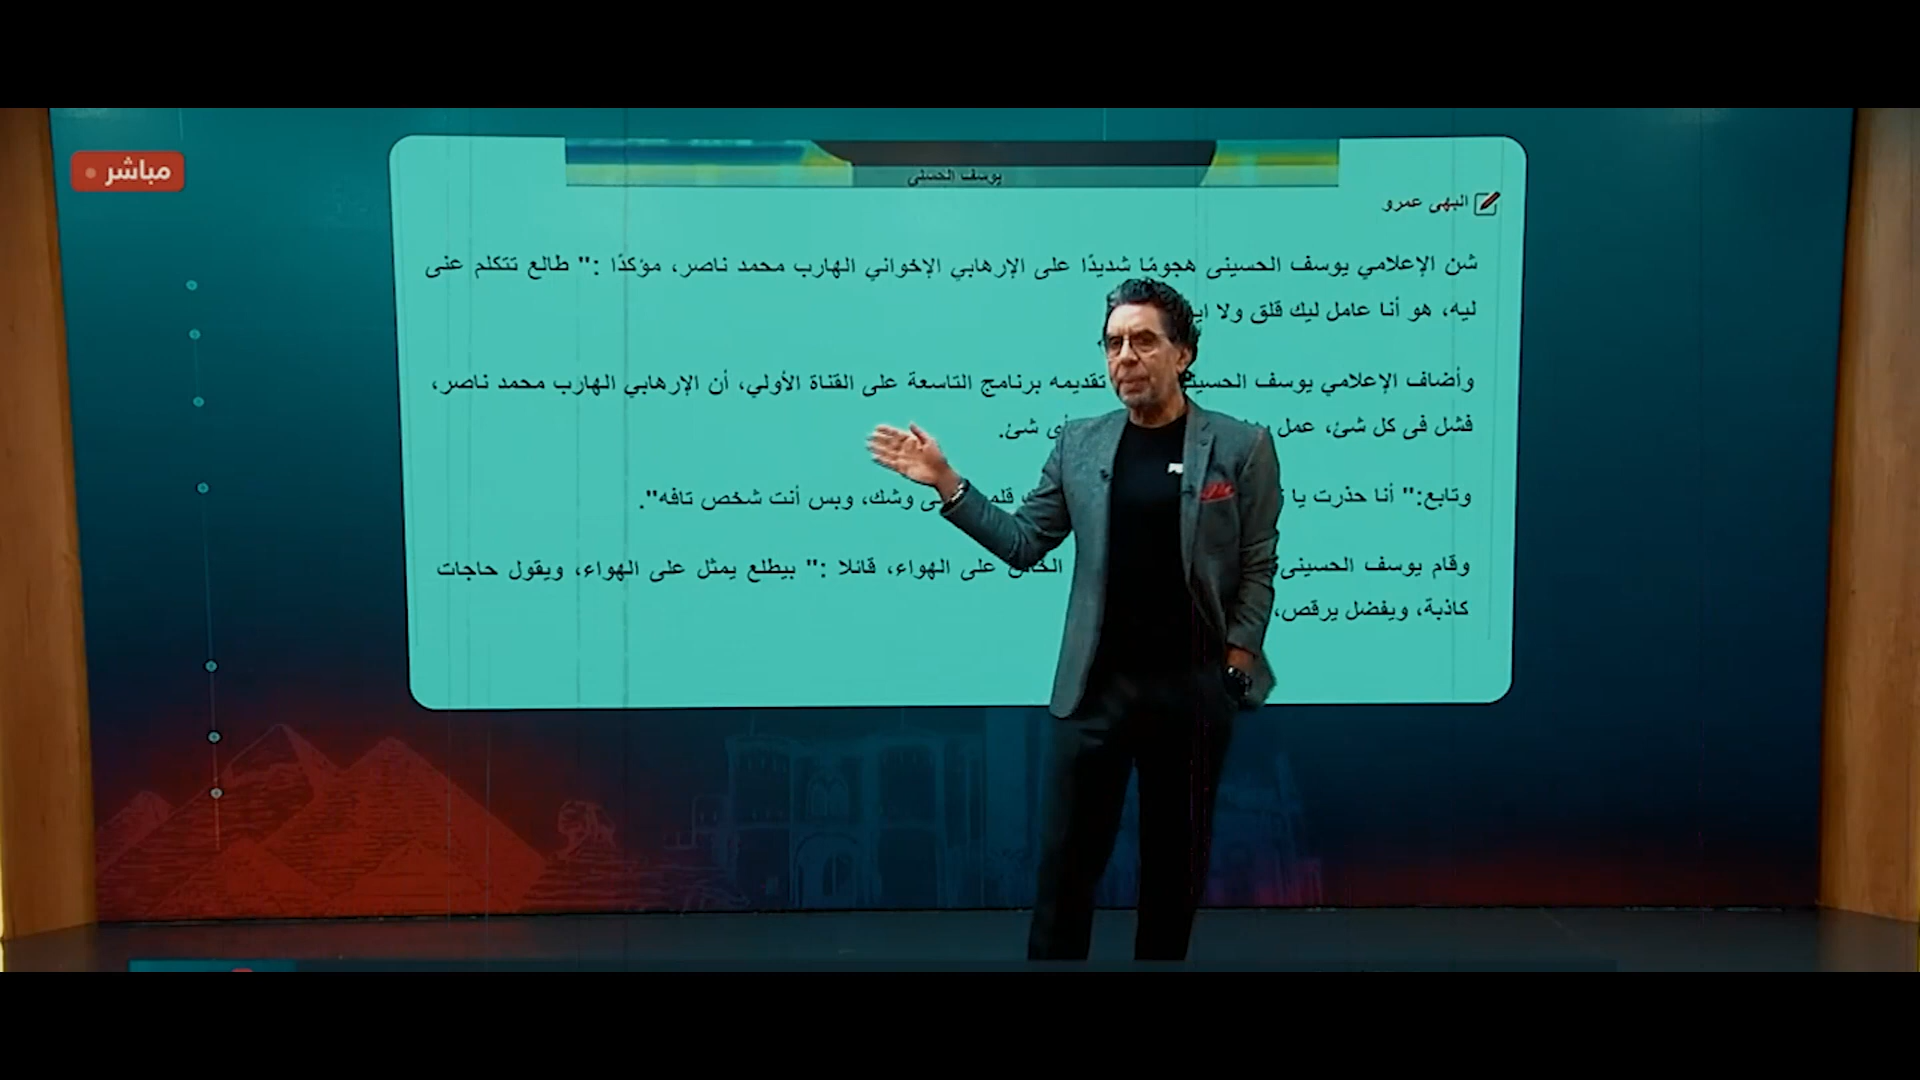 مباشر
يوسف الحسيني
البهى عمرو
شن الإعلامي يوسف الحسينى هجومًا شديدًا على الإرهابي الإخواني الهارب محمد ناصر، مؤكدًا :" طالع تتكلم عنى
ليه، هو أنا عامل ليك قلق ولا
وأضاف الإعلامي يوسف تقديمه برنامج التاسعة على القناة الأولي، أن الإرهابي الهارب محمد ناصر،
فشل فى كل شئ، عمل شئ.
وتابع:" أنا حذرت يا وشك، وبس أنت شخص تافه".
وقام يوسف الحسينى على الهواء، قائلا :" بيطلع يمثل على الهواء، ويقول حاجات
كاذبة، ويفضل يرقص،